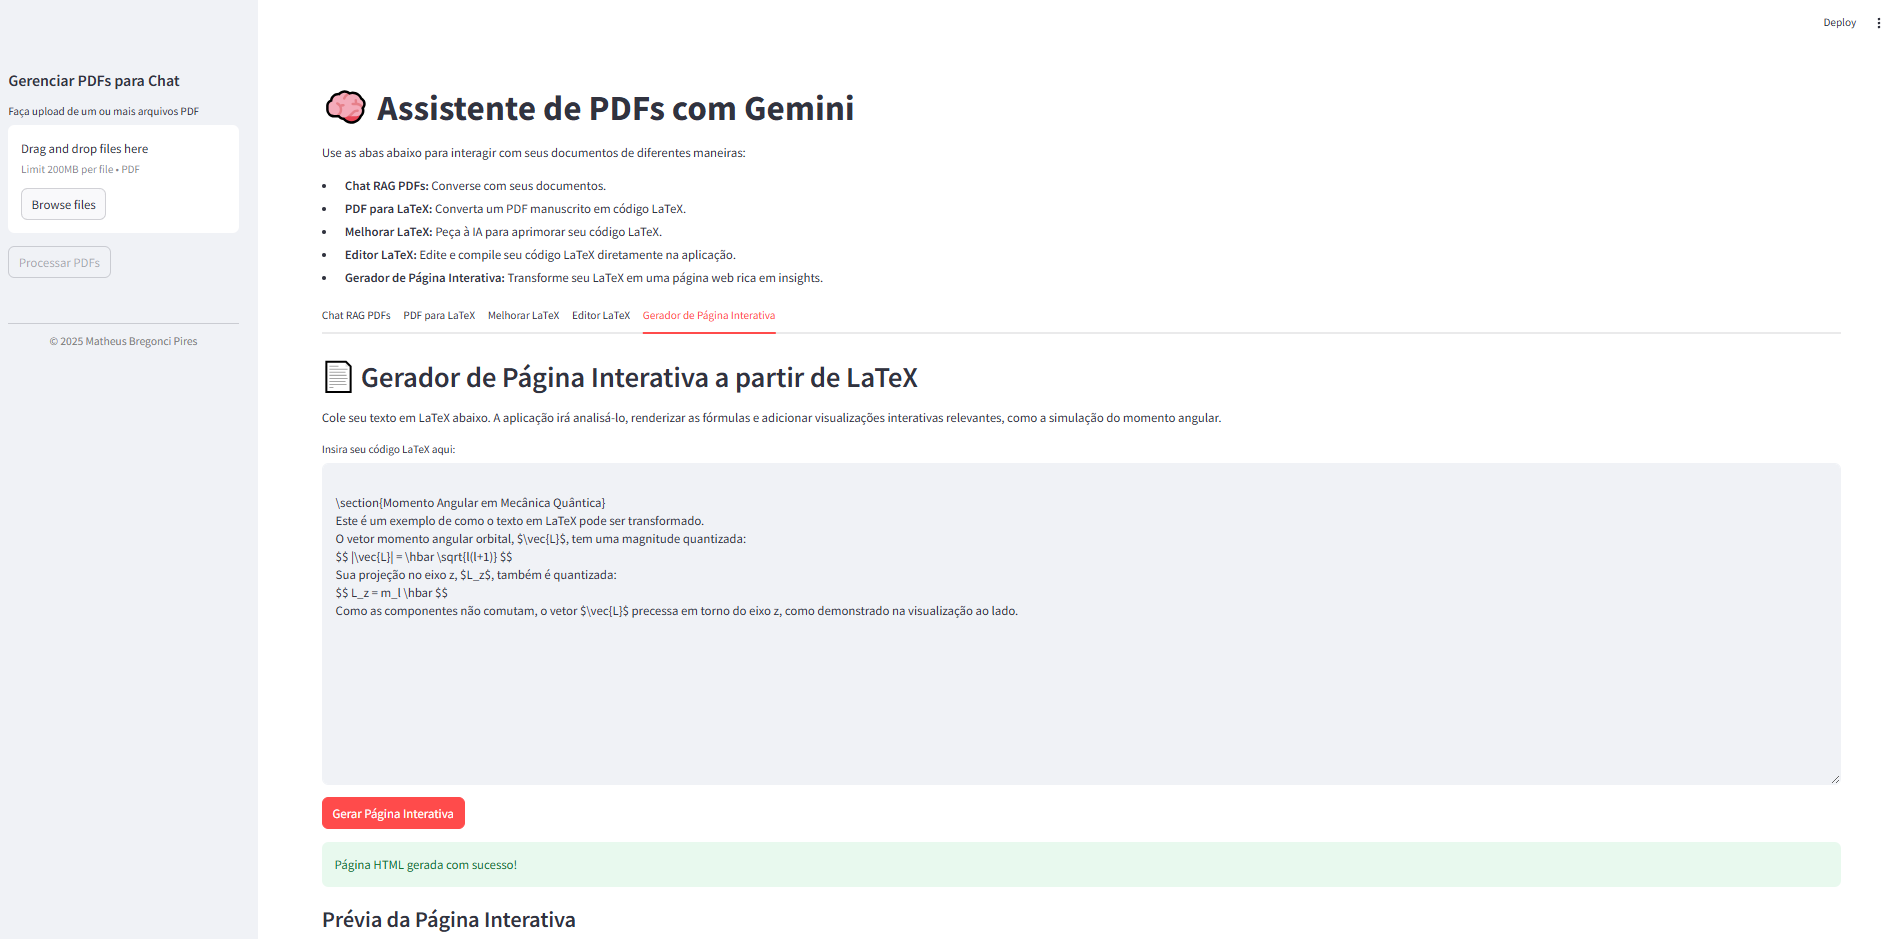 Deploy
Gerenciar PDFs para Chat
Faça upload de um ou mais arquivos PDF
Drag and drop files here
Limit 200MB per file • PDF
Browse files
Processar PDFs
© 2025 Matheus Bregonci Pires
Assistente de PDFs com Gemini
Use as abas abaixo para interagir com seus documentos de diferentes maneiras:
• Chat RAG PDFs: Converse com seus documentos.
• PDF para LaTeX: Converta um PDF manuscrito em código LaTeX.
• Melhorar LaTeX: Peça à IA para aprimorar seu código LaTeX.
• Editor LaTeX: Edite e compile seu código LaTeX diretamente na aplicação.
• Gerador de Página Interativa: Transforme seu LaTeX em uma página web rica em insights.
Chat RAG PDFs PDF para LaTeX Melhorar LaTeX Editor LaTeX Gerador de Página Interativa
Gerador de Página Interativa a partir de LaTeX
Cole seu texto em LaTeX abaixo. A aplicação irá analisá-lo, renderizar as fórmulas e adicionar visualizações interativas relevantes, como a simulação do momento angular.
Insira seu código LaTeX aqui:
\section{Momento Angular em Mecânica Quântica}
Este é um exemplo de como o texto em LaTeX pode ser transformado.
O vetor momento angular orbital, $\vec{L}$, tem uma magnitude quantizada:
$$ |\vec{L}| = \hbar \sqrt{l(l+1)} $$
Sua projeção no eixo z, $L_z$, também é quantizada:
$$ L_z = m_l \hbar $$
Como as componentes não comutam, o vetor $\vec{L}$ precessa em torno do eixo z, como demonstrado na visualização ao lado.
Gerar Página Interativa
Página HTML gerada com sucesso!
Prévia da Página Interativa